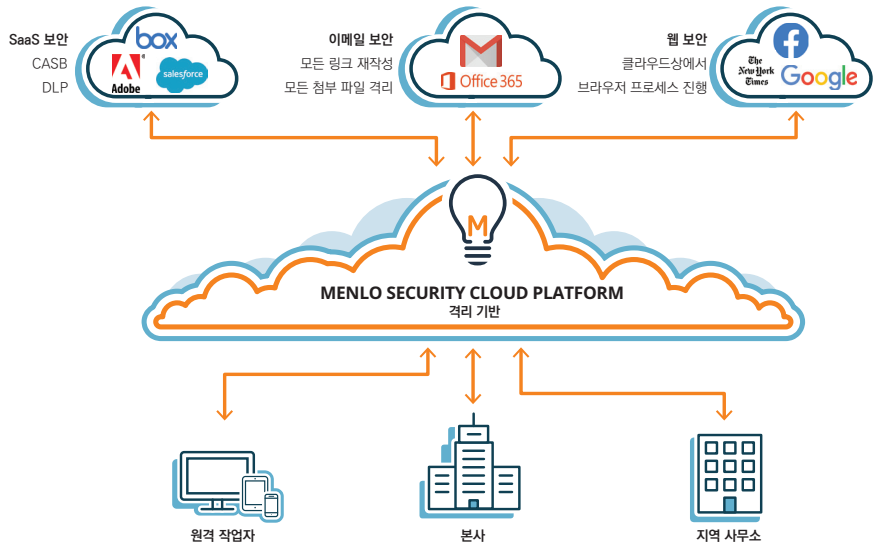 SaaS 보안
CASB
DLP
box
Adobe
salesforce
이메일 보안
모든 링크 재작성
모든 첨부 파일 격리
Office 365
웹 보안
클라우드상에서
브라우저 프로세스 진행
The
New York
Times
Google
M
MENLO SECURITY CLOUD PLATFORM
격리 기반
원격 작업자
본사
지역 사무소